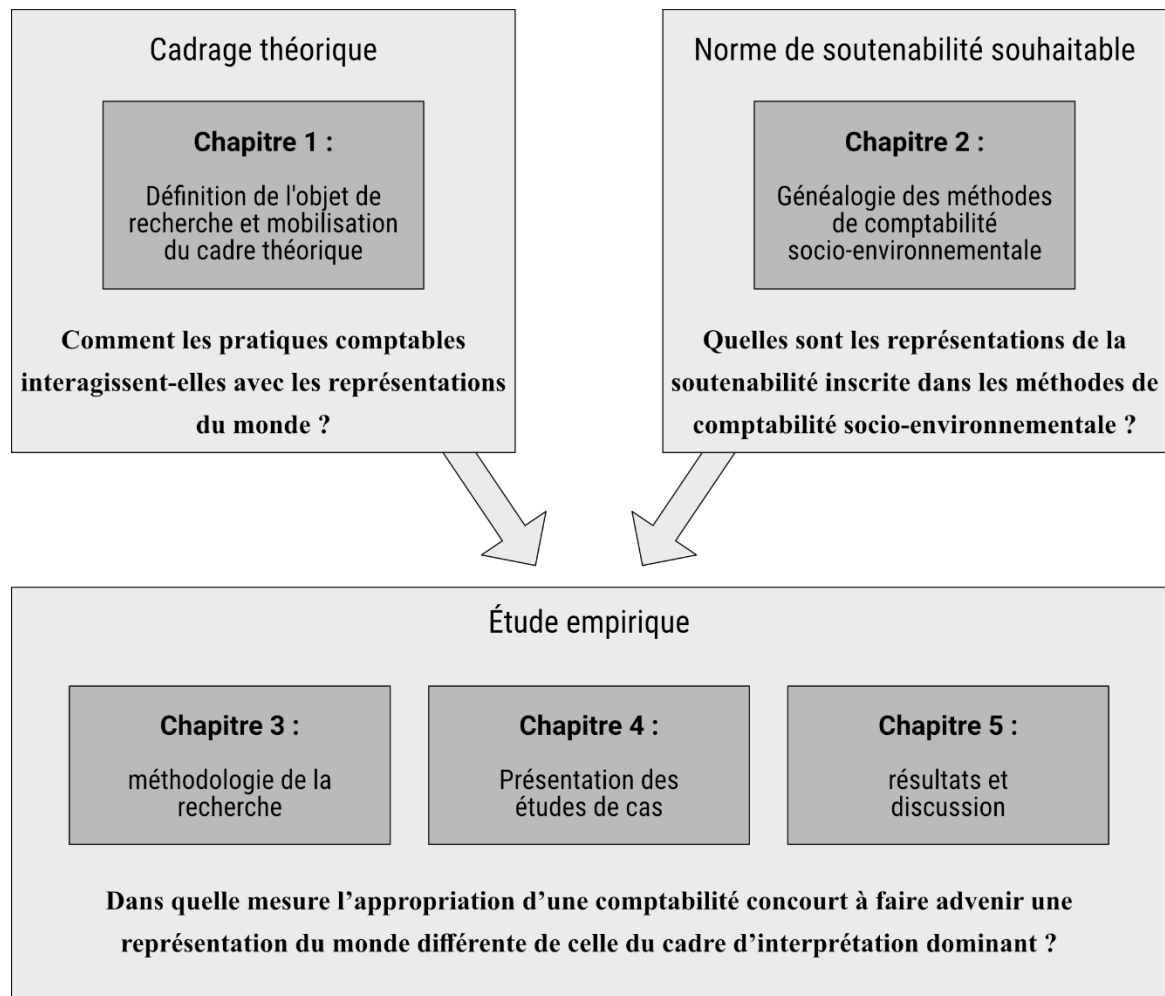 Cadrage théorique
Chapitre 1 :
Définition de l'objet de
recherche et mobilisation
du cadre théorique
Comment les pratiques comptables
interagissent-elles avec les représentations
du monde ?
Norme de soutenabilité souhaitable
Chapitre 2 :
Généalogie des méthodes
de comptabilité
socio-environnementale
Quelles sont les représentations de la
soutenabilité inscrite dans les méthodes de
comptabilité socio-environnementale ?
Étude empirique
Chapitre 3 :
méthodologie de la
recherche
Chapitre 4 :
Présentation des
études de cas
Chapitre 5 :
résultats et
discussion
Dans quelle mesure l’appropriation d’une comptabilité concourt à faire advenir une
représentation du monde différente de celle du cadre d’interprétation dominant ?